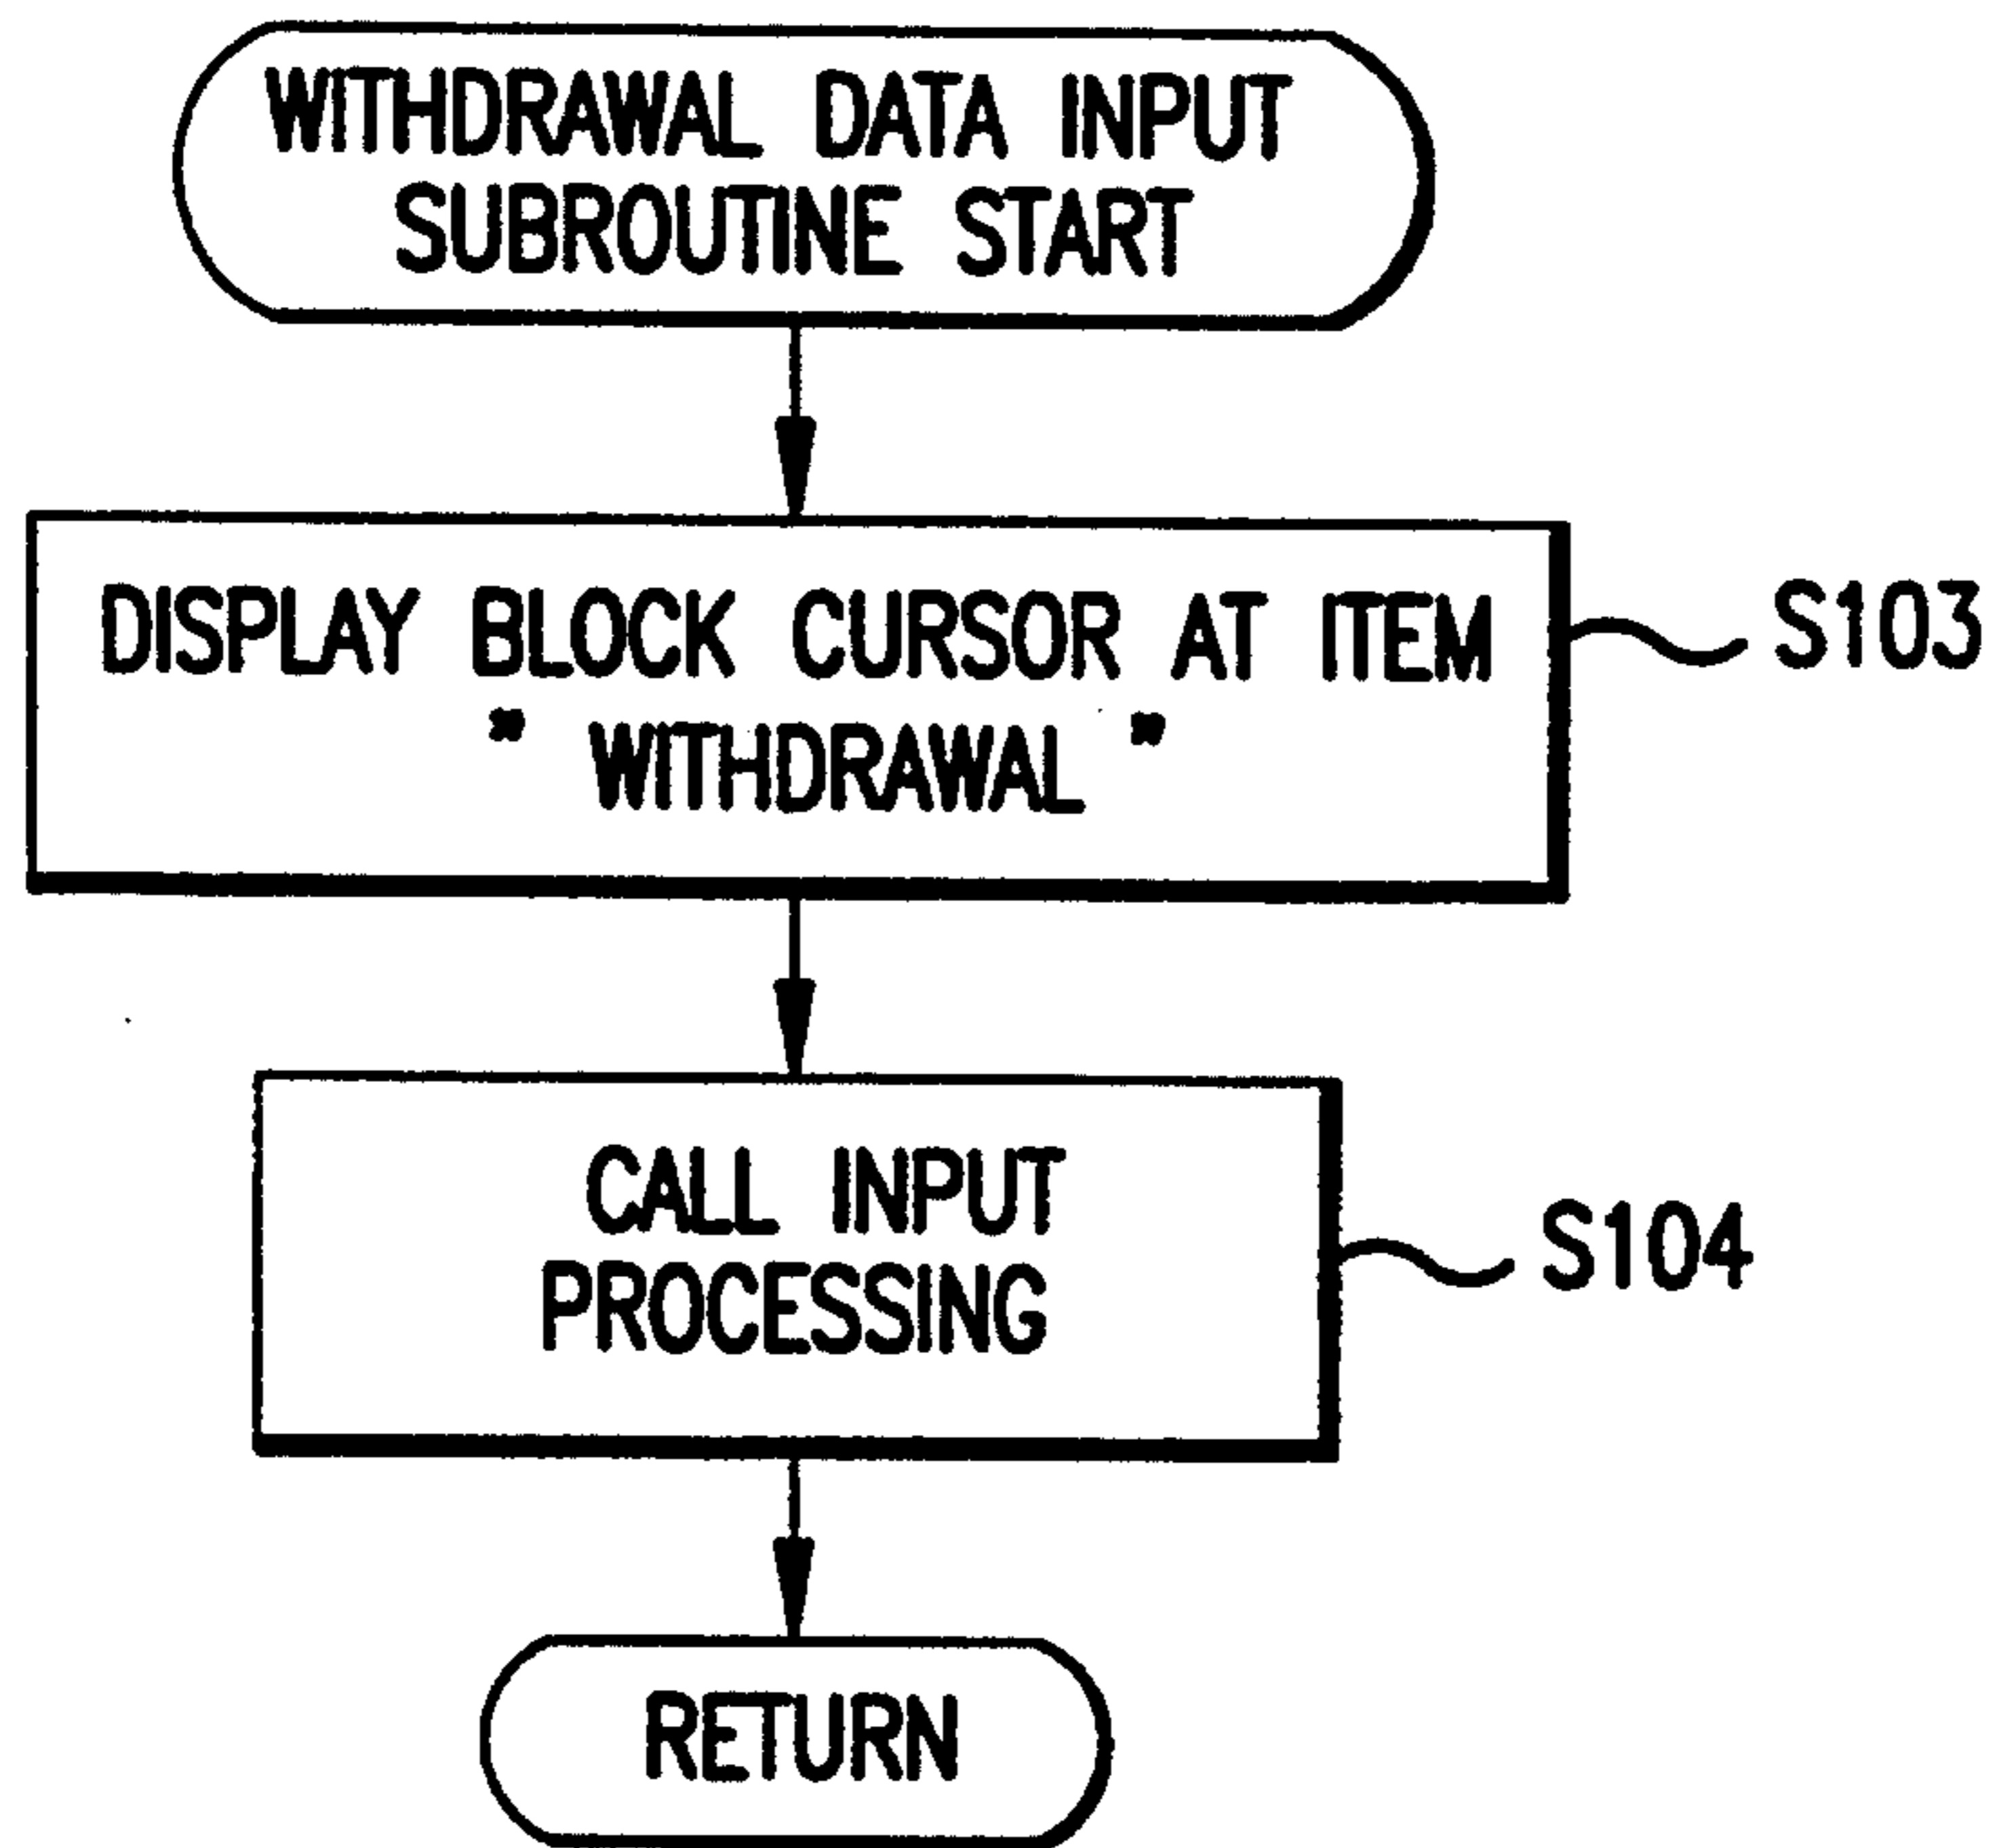 WITHDRAWAL DATA INPUT
SUBROUTINE START
DISPLAY BLOCK CURSOR AT ITEM
" WITHDRAWAL "
S103
CALL INPUT
PROCESSING
S104
RETURN